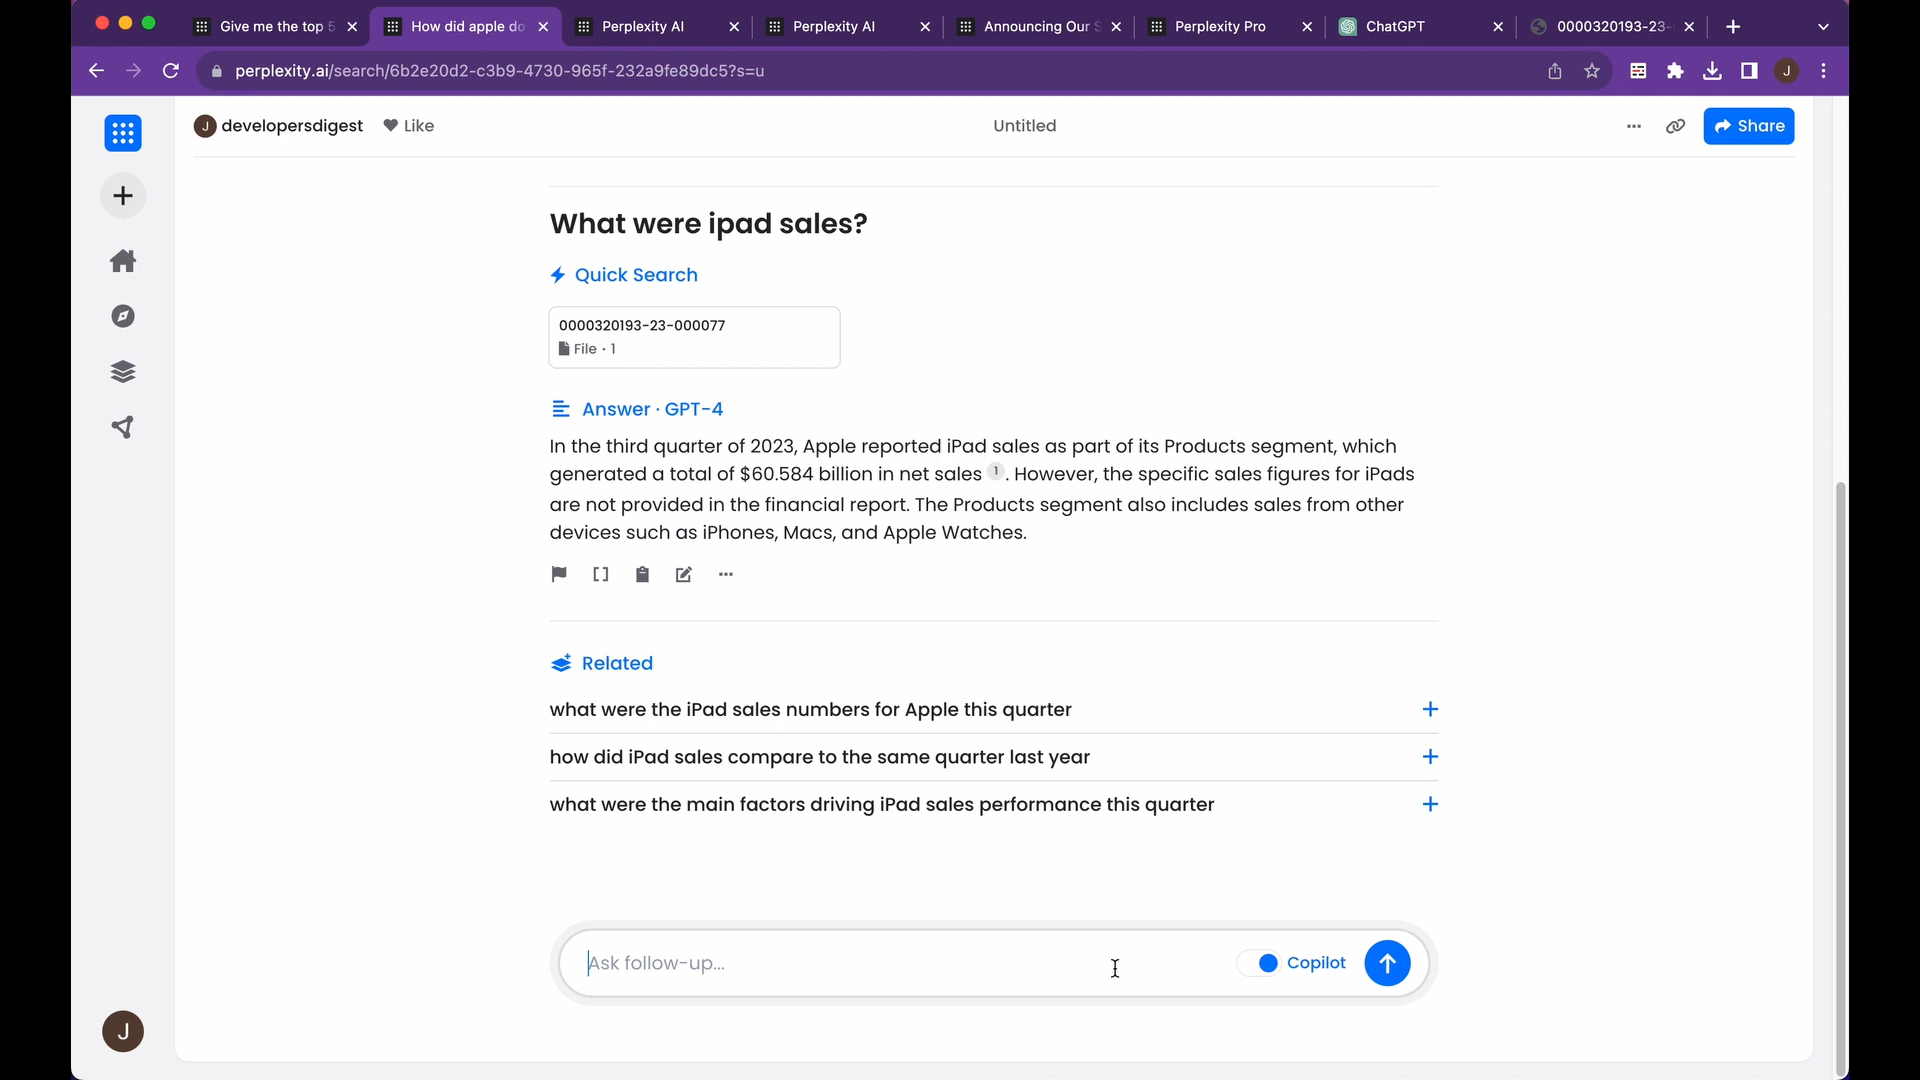 Give me the top 5
How did apple do
Perplexity AI
Perplexity AI
Announcing Our S
Perplexity Pro
ChatGPT
0000320193-23-
perplexity.ai/search/6b2e20d2-c3b9-4730-965f-232a9fe89dc5?s=u
J
J developersdigest Like
Untitled
Share
What were ipad sales?
Quick Search
0000320193-23-000077
File · 1
Answer · GPT-4
In the third quarter of 2023, Apple reported iPad sales as part of its Products segment, which
generated a total of $60.584 billion in net sales 1. However, the specific sales figures for iPads
are not provided in the financial report. The Products segment also includes sales from other
devices such as iPhones, Macs, and Apple Watches.
Related
what were the iPad sales numbers for Apple this quarter
how did iPad sales compare to the same quarter last year
what were the main factors driving iPad sales performance this quarter
Ask follow-up...
Copilot
J